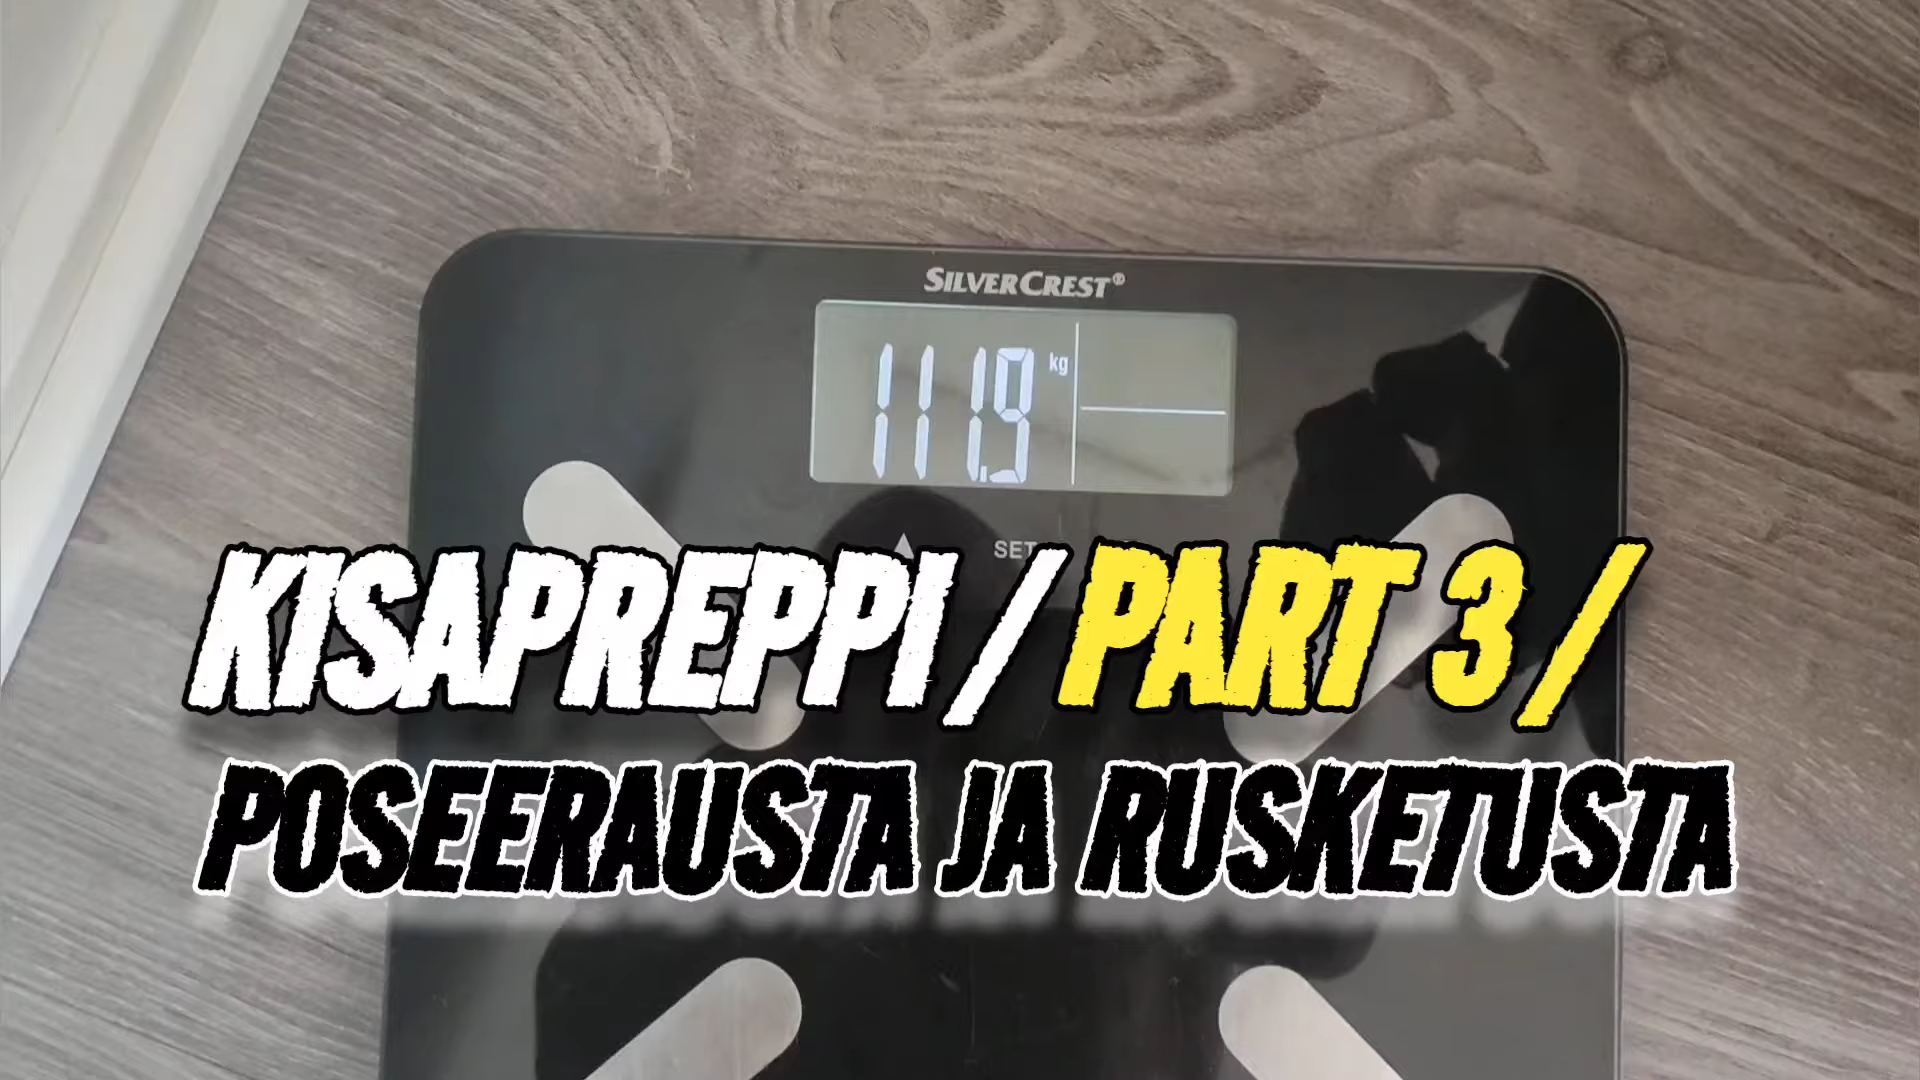 SILVERCREST®
111.9 kg
SET
KISAPREPPI / PART 3 /
POSEERAUSTA JA RUSKETUSTA